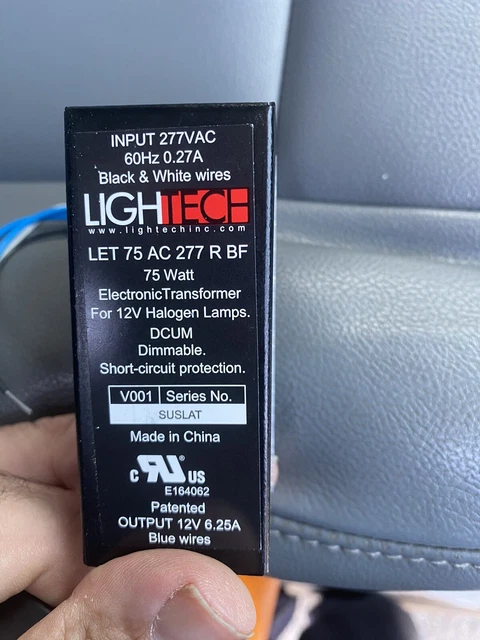 INPUT 277VAC
60Hz 0.27A
Black & White wires
LIGHTECH
www.lightechinc.com
LET 75 AC 277 R BF
75 Watt
ElectronicTransformer
For 12V Halogen Lamps.
DCUM
Dimmable.
Short-circuit protection.
V001 Series No.
SUSLAT
Made in China
c RU® US
E164062
Patented
OUTPUT 12V 6.25A
Blue wires